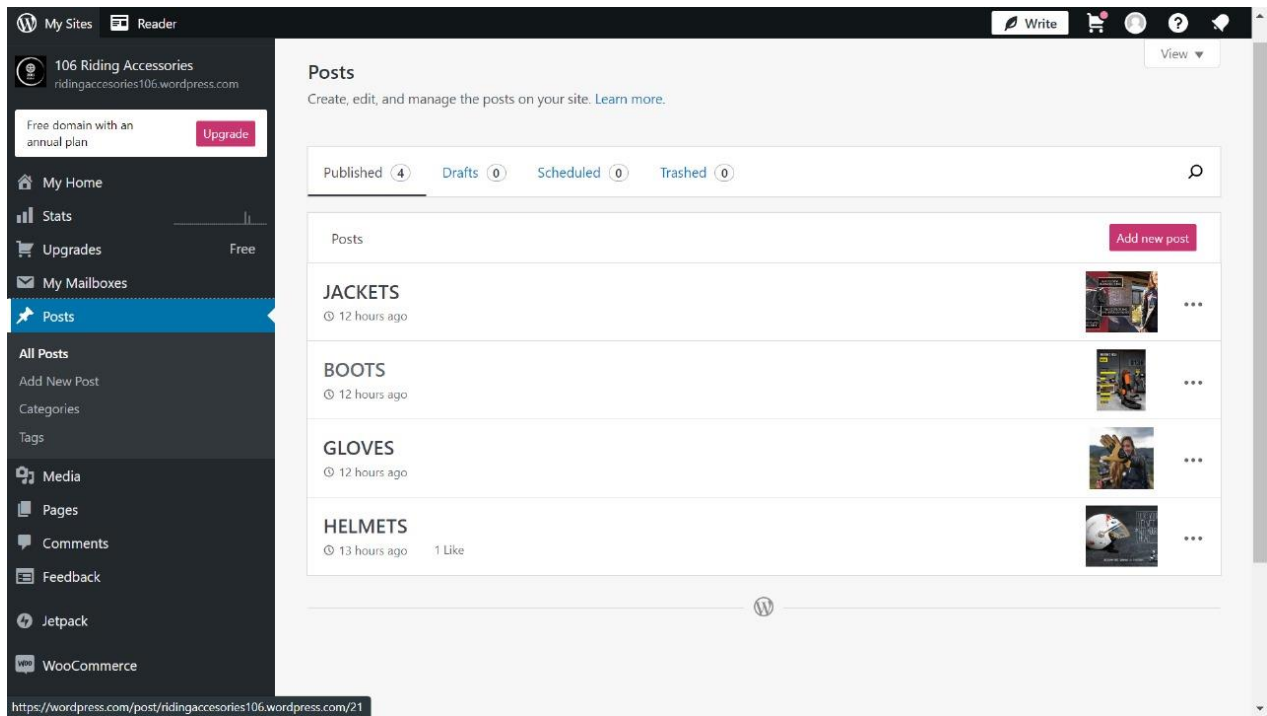 My Sites
Reader
Write
106 Riding Accessories
ridingaccesories106.wordpress.com
Free domain with an
annual plan
Upgrade
My Home
Stats
Upgrades
Free
My Mailboxes
Posts
All Posts
Add New Post
Categories
Tags
Media
Pages
Comments
Feedback
Jetpack
WooCommerce
https://wordpress.com/post/ridingaccesories106.wordpress.com/21
View
Posts
Create, edit, and manage the posts on your site. Learn more.
Published 4 Drafts 0 Scheduled 0 Trashed 0
Posts
Add new post
JACKETS
12 hours ago
BOOTS
12 hours ago
GLOVES
12 hours ago
HELMETS
13 hours ago 1 Like